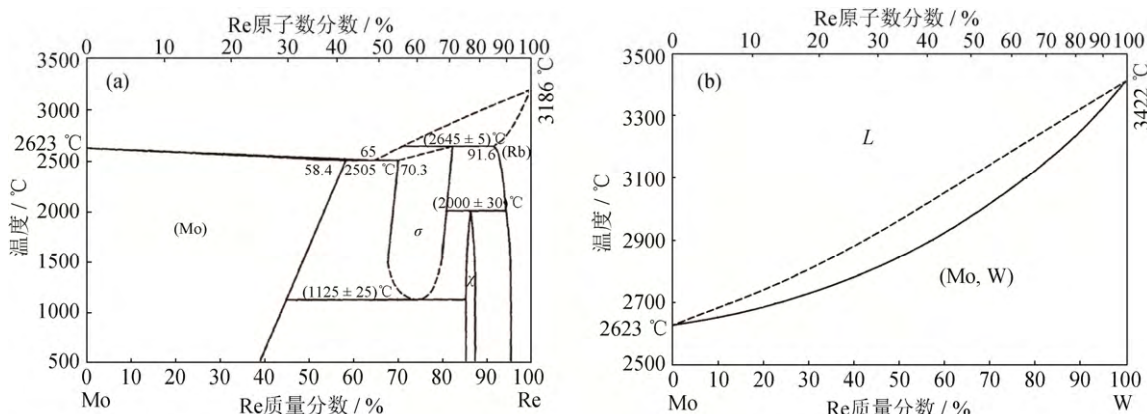 Re原子数分数 / %
0 10 20 30 40 50 60 70 80 90 100
(a)
3500
3000
2500
2000
1500
1000
500
温度 / ℃
2623 ℃
3186 ℃
(2645 ± 5)℃
65
91.6
(Rb)
58.4
2505 ℃
70.3
(2000 ± 30)℃
(Mo)
σ
χ
(1125 ± 25)℃
0 10 20 30 40 50 60 70 80 90 100
Mo
Re质量分数 / %
Re
Re原子数分数 / %
0 10 20 30 40 50 60 70 80 90 100
(b)
3500
3300
3100
2900
2700
2500
温度 / ℃
2623 ℃
3422 ℃
L
(Mo, W)
0 10 20 30 40 50 60 70 80 90 100
Mo
Re质量分数 / %
W